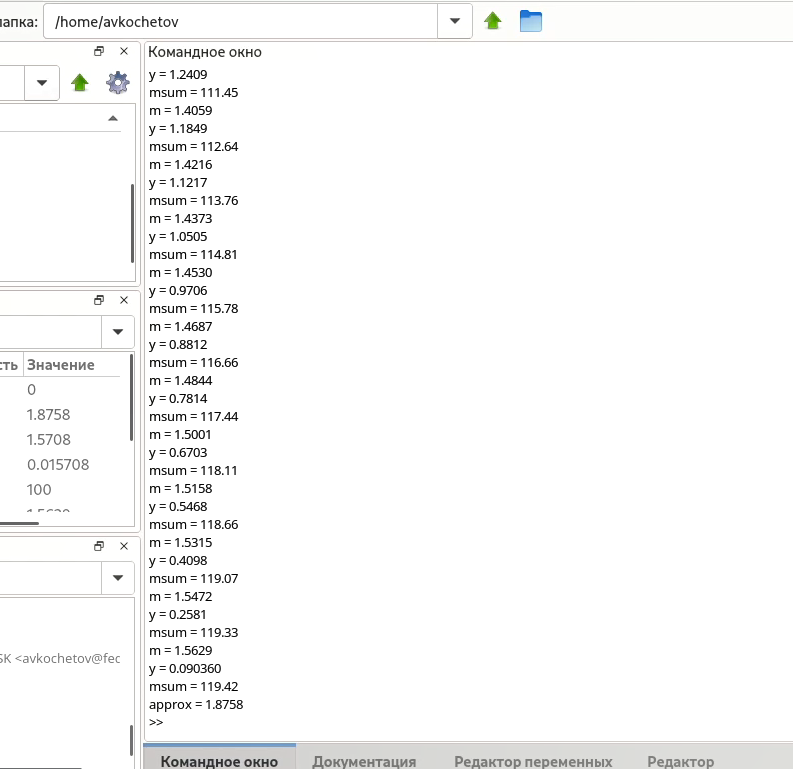 апка: /home/avkochetov
Командное окно
y = 1.2409
msum = 111.45
m = 1.4059
y = 1.1849
msum = 112.64
m = 1.4216
y = 1.1217
msum = 113.76
m = 1.4373
y = 1.0505
msum = 114.81
m = 1.4530
y = 0.9706
msum = 115.78
m = 1.4687
y = 0.8812
msum = 116.66
m = 1.4844
y = 0.7814
msum = 117.44
m = 1.5001
y = 0.6703
msum = 118.11
m = 1.5158
y = 0.5468
msum = 118.66
m = 1.5315
y = 0.4098
msum = 119.07
m = 1.5472
y = 0.2581
msum = 119.33
m = 1.5629
y = 0.090360
msum = 119.42
approx = 1.8758
>>
сть Значение
0
1.8758
1.5708
0.015708
100
SK <avkochetov@fec
Командное окно Документация Редактор переменных Редактор